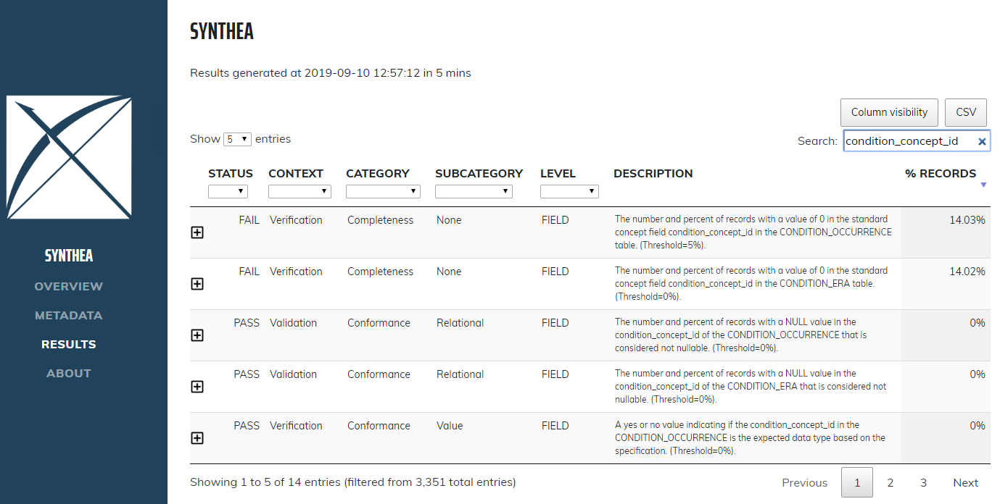 SYNTHEA
Results generated at 2019-09-10 12:57:12 in 5 mins
Column visibility CSV
Show 5 entries
Search: condition_concept_id
STATUS CONTEXT CATEGORY SUBCATEGORY LEVEL DESCRIPTION % RECORDS
FAIL Verification Completeness None FIELD The number and percent of records with a value of 0 in the standard 14.03%
concept field condition_concept_id in the CONDITION_OCCURRENCE
table. (Threshold=5%).
FAIL Verification Completeness None FIELD The number and percent of records with a value of 0 in the standard 14.02%
concept field condition_concept_id in the CONDITION_ERA table.
(Threshold=0%).
PASS Validation Conformance Relational FIELD The number and percent of records with a NULL value in the 0%
condition_concept_id of the CONDITION_OCCURRENCE that is
considered not nullable. (Threshold=0%).
PASS Validation Conformance Relational FIELD The number and percent of records with a NULL value in the 0%
condition_concept_id of the CONDITION_ERA that is considered not
nullable. (Threshold=0%).
PASS Verification Conformance Value FIELD A yes or no value indicating if the condition_concept_id in the 0%
CONDITION_OCCURRENCE is the expected data type based on the
specification. (Threshold=0%).
Showing 1 to 5 of 14 entries (filtered from 3,351 total entries)
Previous 1 2 3 Next
SYNTHEA
OVERVIEW
METADATA
RESULTS
ABOUT